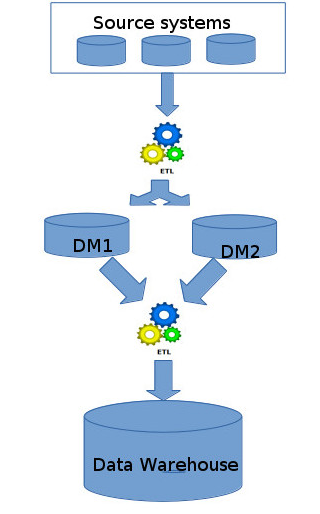 Source systems
ETL
DM1
DM2
ETL
Data Warehouse